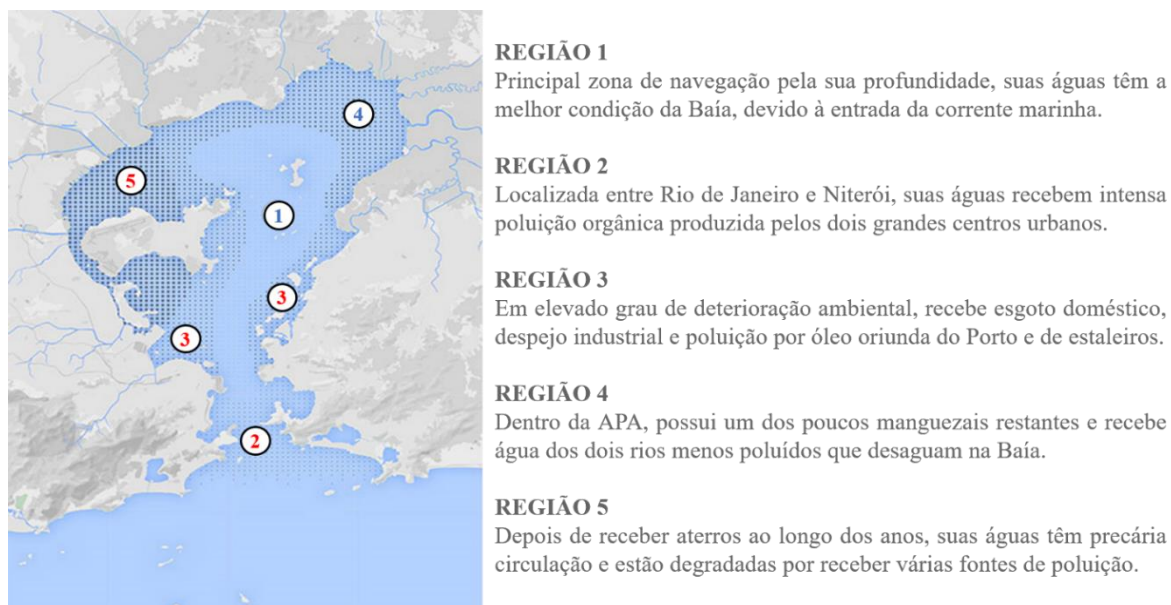 4
5
1
3
3
2
REGIÃO 1
Principal zona de navegação pela sua profundidade, suas águas têm a
melhor condição da Baía, devido à entrada da corrente marinha.
REGIÃO 2
Localizada entre Rio de Janeiro e Niterói, suas águas recebem intensa
poluição orgânica produzida pelos dois grandes centros urbanos.
REGIÃO 3
Em elevado grau de deterioração ambiental, recebe esgoto doméstico,
despejo industrial e poluição por óleo oriunda do Porto e de estaleiros.
REGIÃO 4
Dentro da APA, possui um dos poucos manguezais restantes e recebe
água dos dois rios menos poluídos que desaguam na Baía.
REGIÃO 5
Depois de receber aterros ao longo dos anos, suas águas têm precária
circulação e estão degradadas por receber várias fontes de poluição.